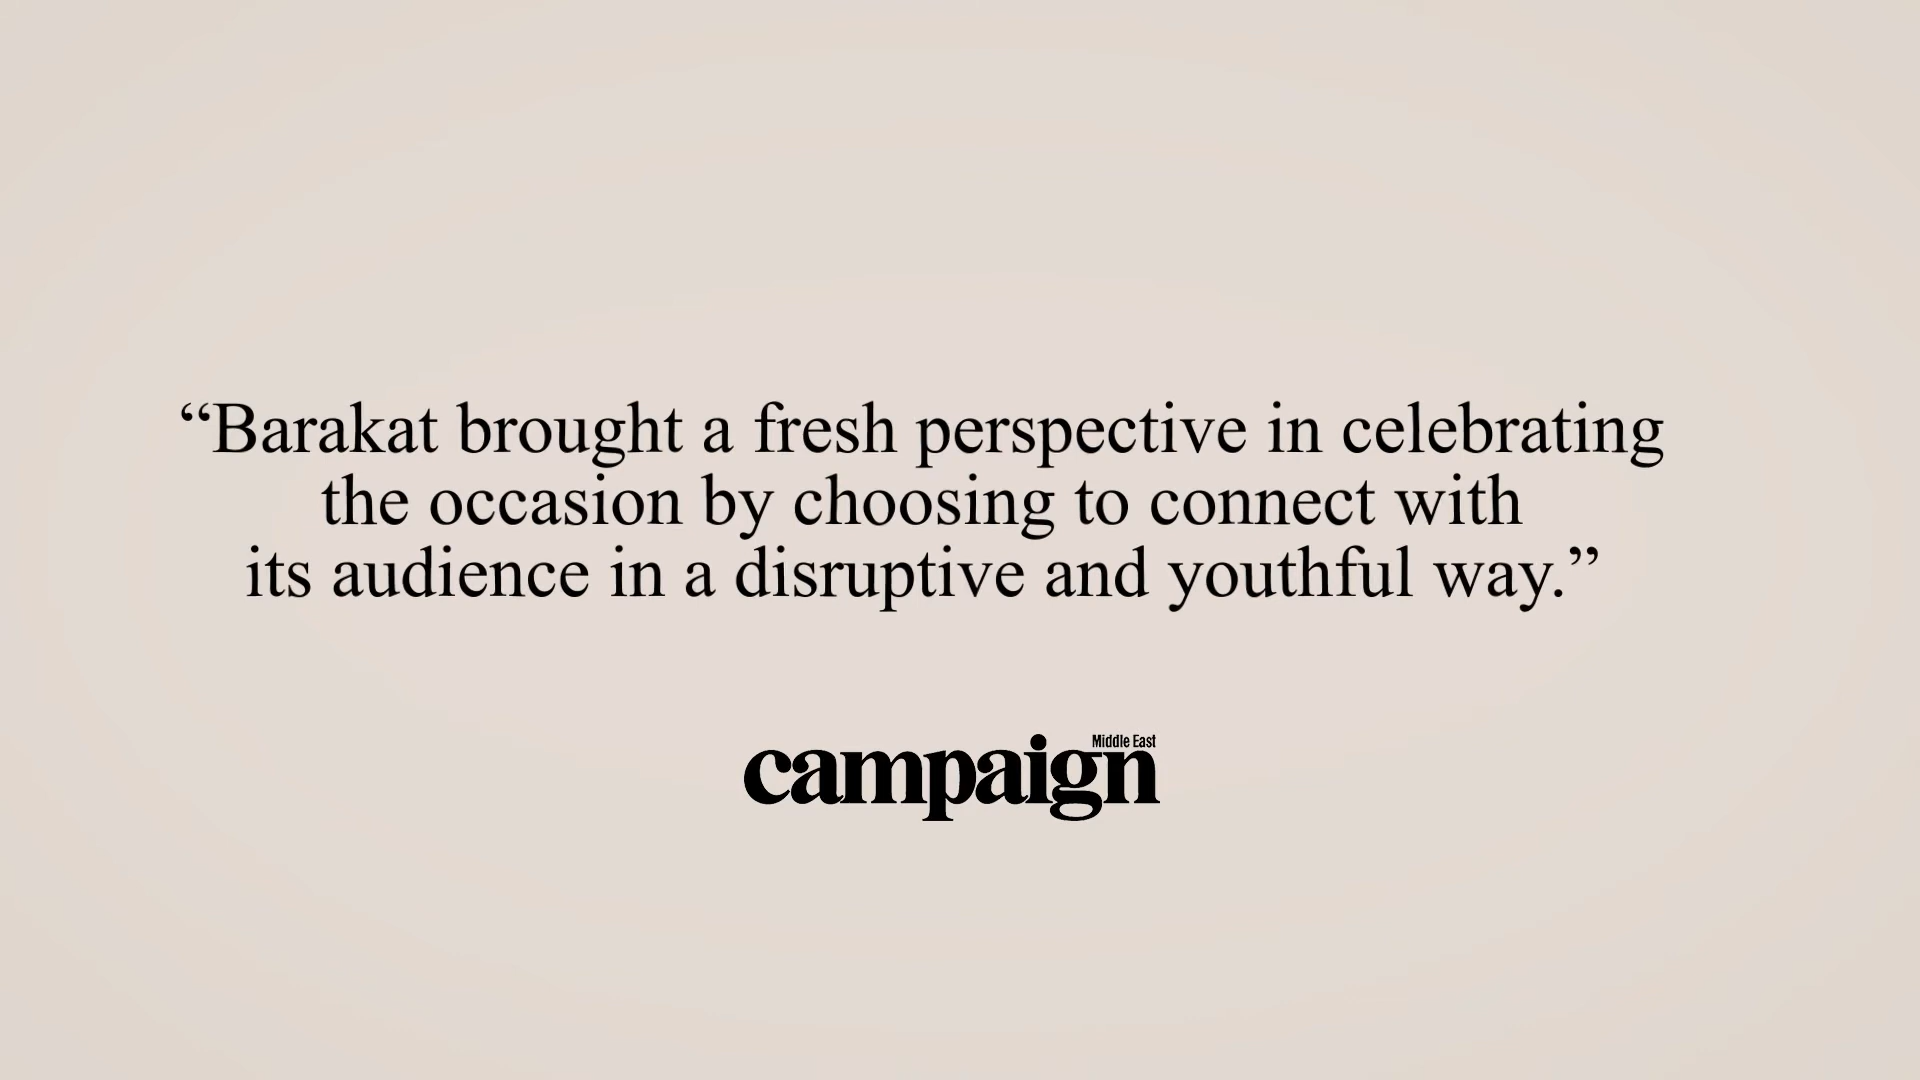 “Barakat brought a fresh perspective in celebrating
the occasion by choosing to connect with
its audience in a disruptive and youthful way.”
Middle East
campaign